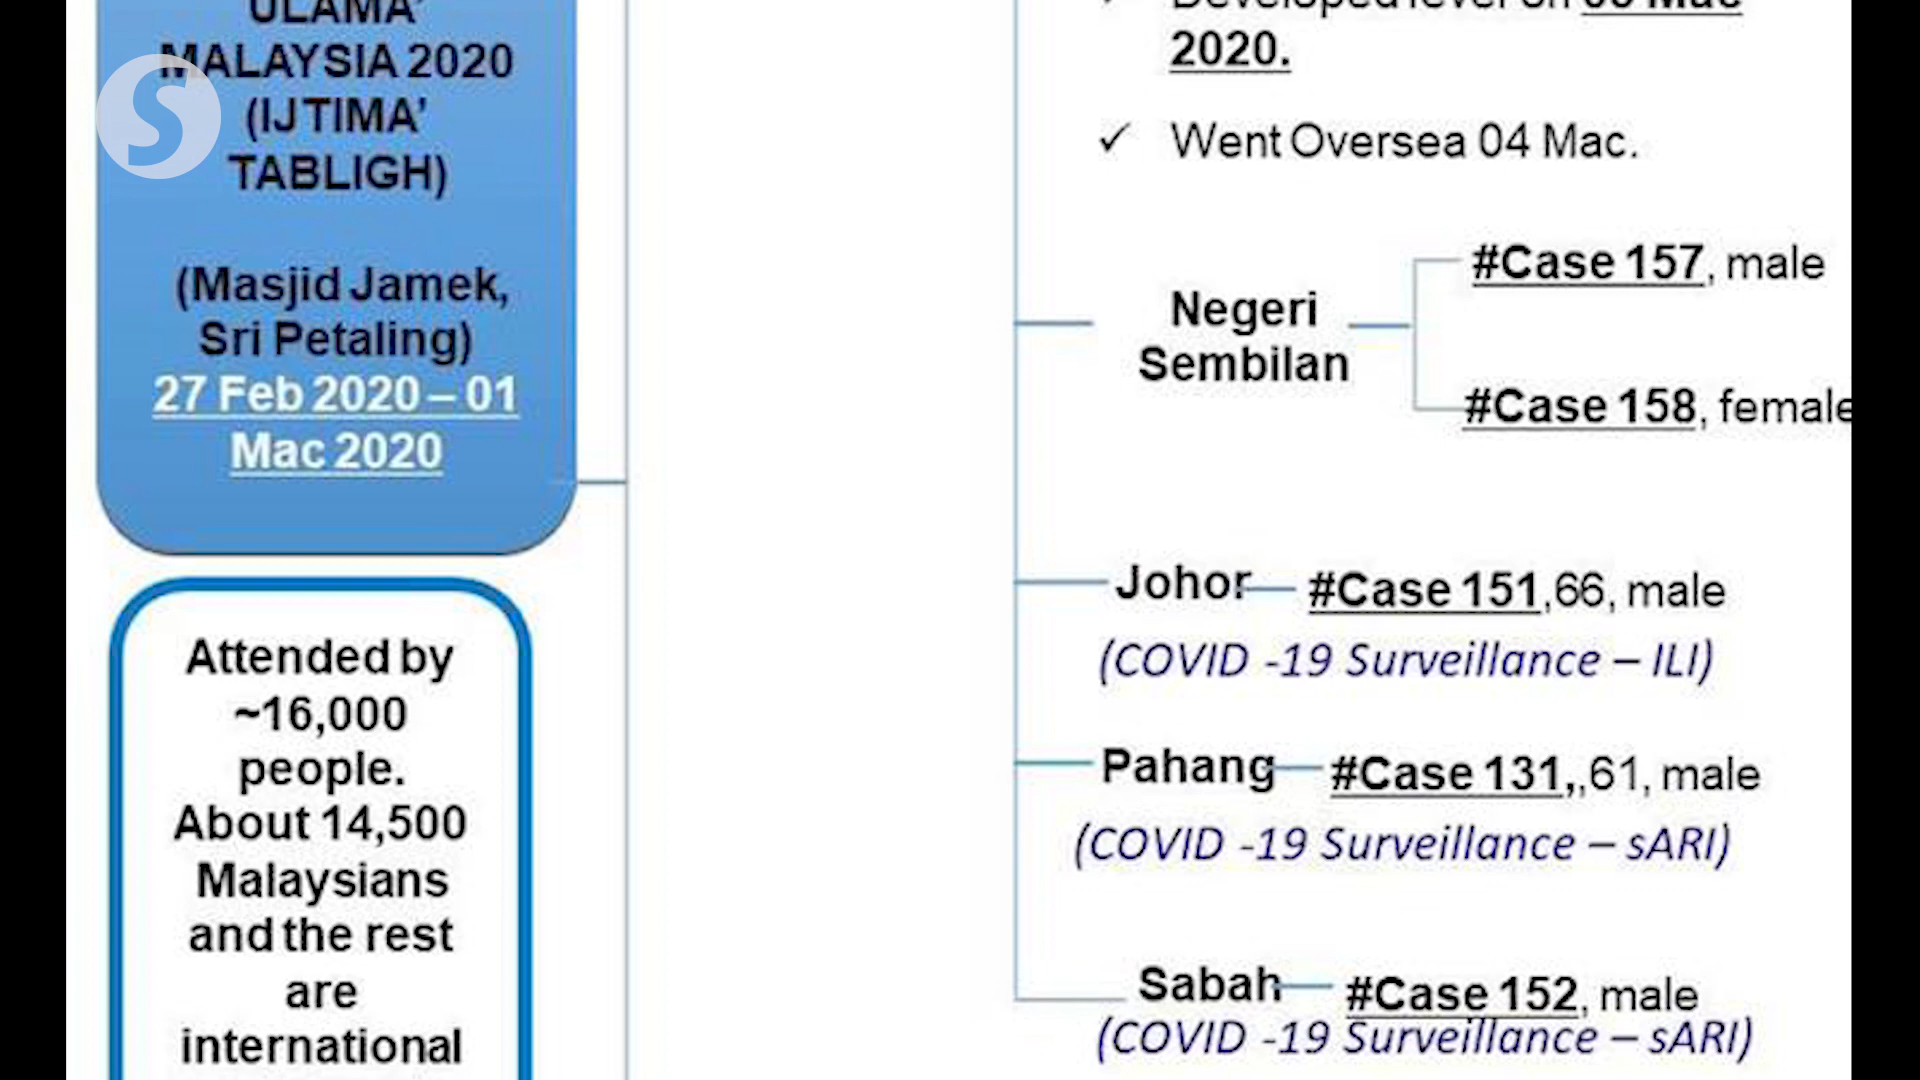 ULAMA'
MALAYSIA 2020
(IJTIMA'
TABLIGH)
(Masjid Jamek,
Sri Petaling)
27 Feb 2020 – 01
Mac 2020
Attended by
~16,000
people.
About 14,500
Malaysians
and the rest
are
international
2020.
✓ Went Oversea 04 Mac.
Negeri
Sembilan
#Case 157, male
#Case 158, female
Johor
#Case 151,66, male
(COVID -19 Surveillance – ILI)
Pahang
#Case 131,,61, male
(COVID -19 Surveillance – sARI)
Sabah
#Case 152, male
(COVID -19 Surveillance – sARI)
S